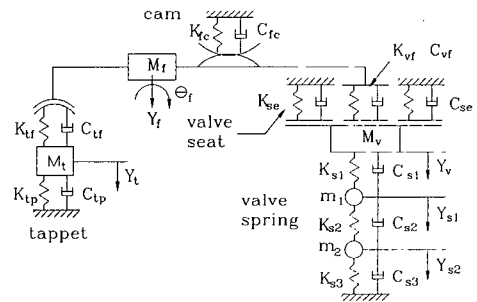 cam
K_fc C_fc
M_f
K_vf C_vf
ϴ_f
Y_f
K_se
C_se
valve seat
M_v
K_tf C_tf
M_t
Y_t
K_tp C_tp
tappet
K_s1 C_s1
Y_v
valve spring
m_1
Y_s1
K_s2 C_s2
m_2
Y_s2
K_s3 C_s3